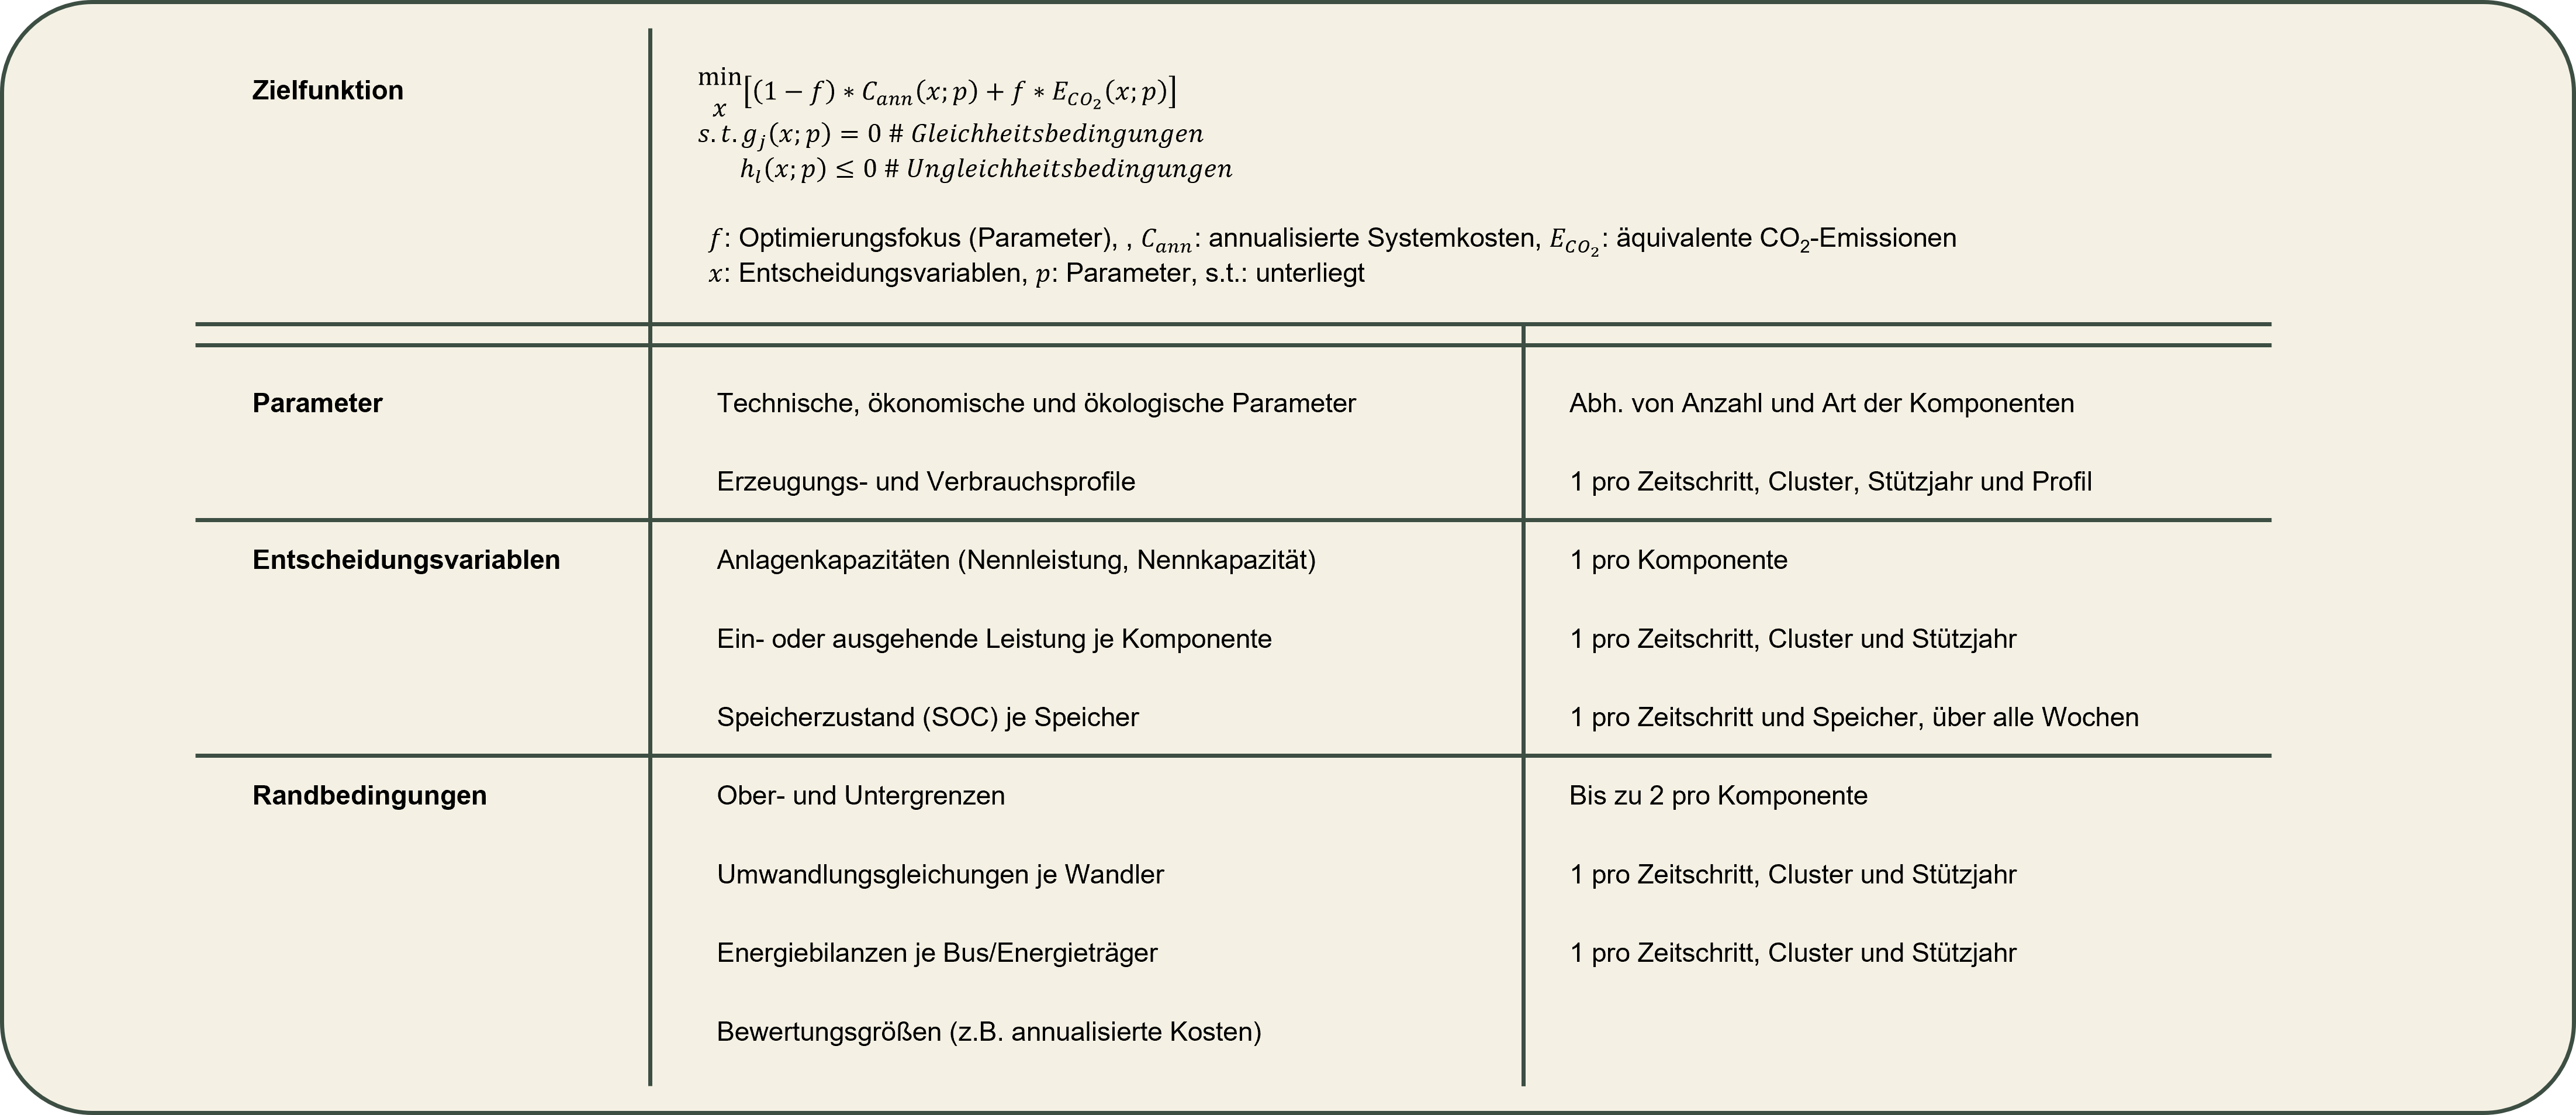 Zielfunktion
min
x
[(1 − f) ∗ C_ann(x; p) + f ∗ E_CO₂(x; p)]
s.t. g_j(x; p) = 0 # Gleichheitsbedingungen
h_l(x; p) ≤ 0 # Ungleichheitsbedingungen
f: Optimierungsfokus (Parameter), , C_ann: annualisierte Systemkosten, E_CO₂: äquivalente CO₂-Emissionen
x: Entscheidungsvariablen, p: Parameter, s.t.: unterliegt
Parameter
Technische, ökonomische und ökologische Parameter
Abh. von Anzahl und Art der Komponenten
Erzeugungs- und Verbrauchsprofile
1 pro Zeitschritt, Cluster, Stützjahr und Profil
Entscheidungsvariablen
Anlagenkapazitäten (Nennleistung, Nennkapazität)
1 pro Komponente
Ein- oder ausgehende Leistung je Komponente
1 pro Zeitschritt, Cluster und Stützjahr
Speicherzustand (SOC) je Speicher
1 pro Zeitschritt und Speicher, über alle Wochen
Randbedingungen
Ober- und Untergrenzen
Bis zu 2 pro Komponente
Umwandlungsgleichungen je Wandler
1 pro Zeitschritt, Cluster und Stützjahr
Energiebilanzen je Bus/Energieträger
1 pro Zeitschritt, Cluster und Stützjahr
Bewertungsgrößen (z.B. annualisierte Kosten)